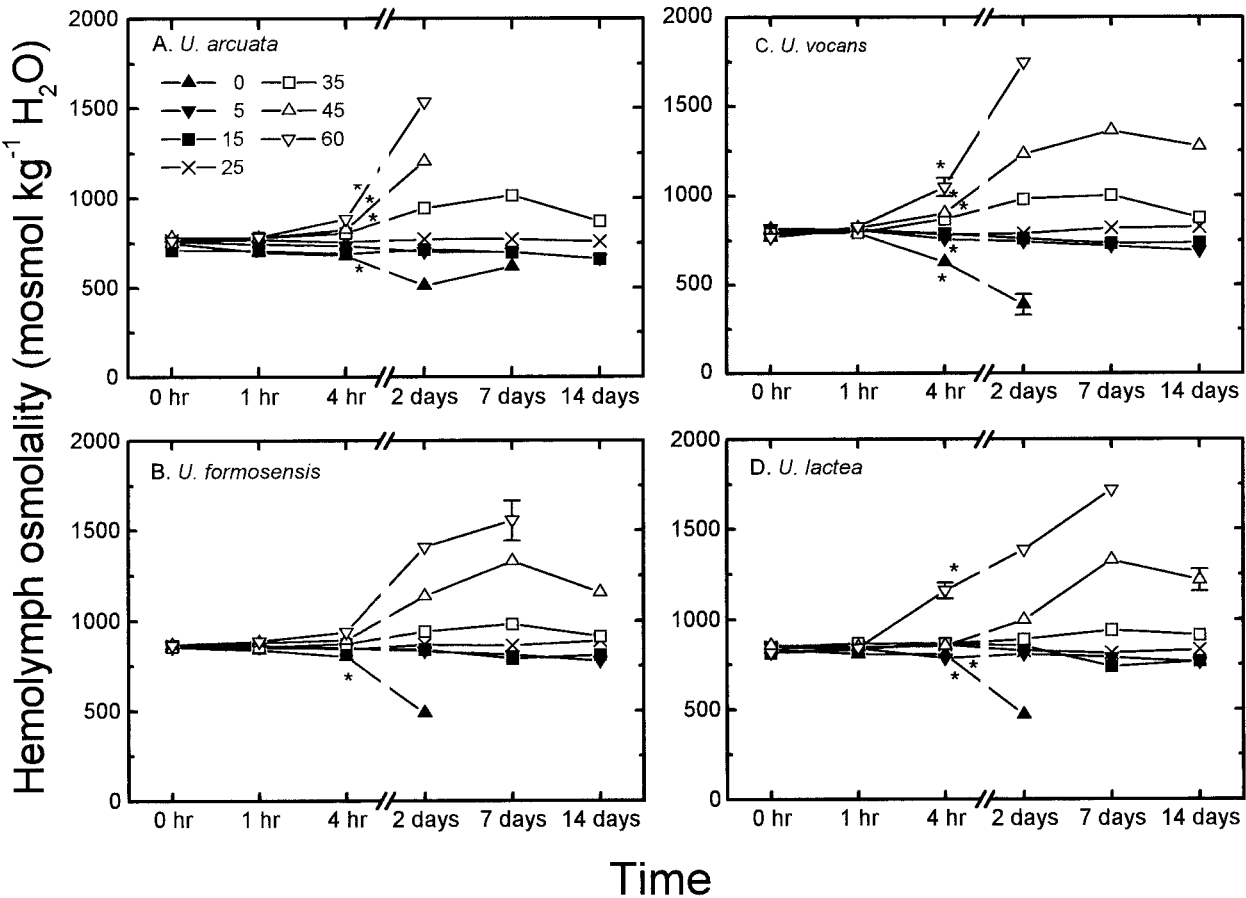 Hemolymph osmolality (mosmol kg⁻¹ H₂O)
A. U. arcuata
0
5
15
25
35
45
60
2000
1500
1000
500
0
0 hr 1 hr 4 hr 2 days 7 days 14 days
* * * *
C. U. vocans
2000
1500
1000
500
0
0 hr 1 hr 4 hr 2 days 7 days 14 days
* * * * *
B. U. formosensis
2000
1500
1000
500
0
0 hr 1 hr 4 hr 2 days 7 days 14 days
*
D. U. lactea
2000
1500
1000
500
0
0 hr 1 hr 4 hr 2 days 7 days 14 days
* * *
Time